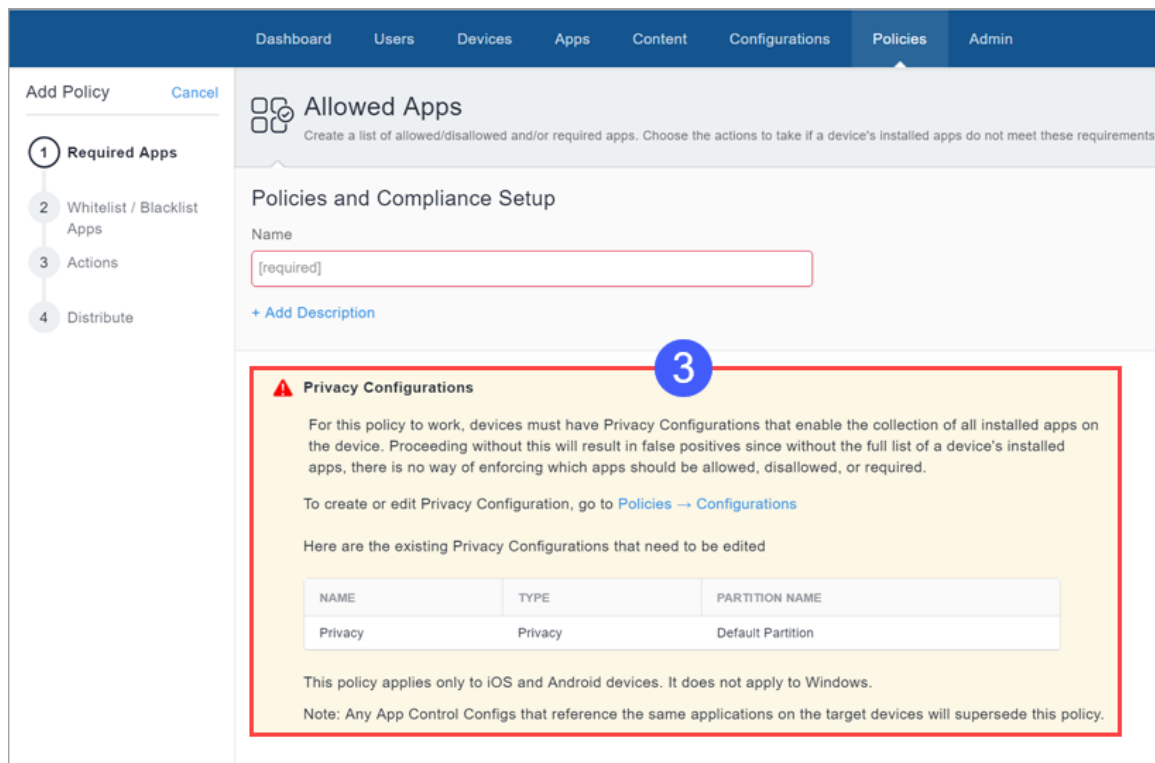 Dashboard Users Devices Apps Content Configurations Policies Admin
Add Policy Cancel
1 Required Apps
2 Whitelist / Blacklist
Apps
3 Actions
4 Distribute
Allowed Apps
Create a list of allowed/disallowed and/or required apps. Choose the actions to take if a device's installed apps do not meet these requirements
Policies and Compliance Setup
Name
[required]
+ Add Description
3
Privacy Configurations
For this policy to work, devices must have Privacy Configurations that enable the collection of all installed apps on
the device. Proceeding without this will result in false positives since without the full list of a device's installed
apps, there is no way of enforcing which apps should be allowed, disallowed, or required.
To create or edit Privacy Configuration, go to Policies → Configurations
Here are the existing Privacy Configurations that need to be edited
NAME TYPE PARTITION NAME
Privacy Privacy Default Partition
This policy applies only to iOS and Android devices. It does not apply to Windows.
Note: Any App Control Configs that reference the same applications on the target devices will supersede this policy.